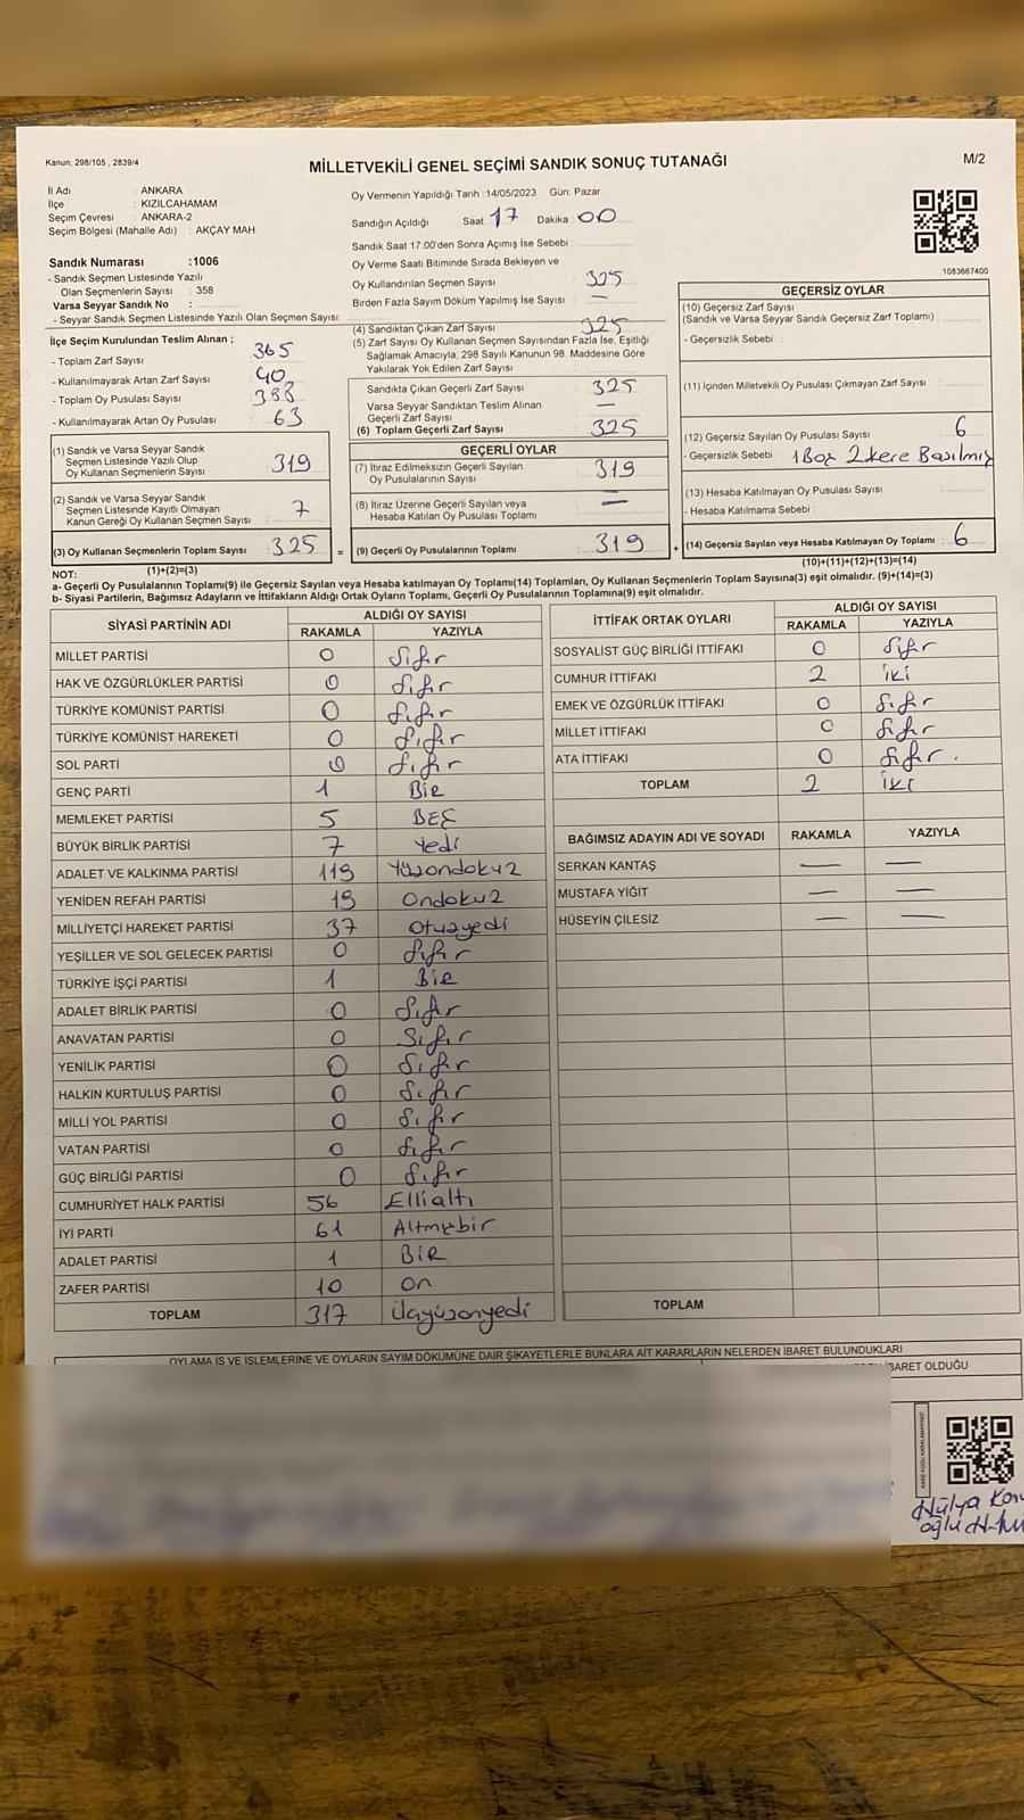 Kanun: 298/105 , 2839/4
MİLLETVEKİLİ GENEL SEÇİMİ SANDIK SONUÇ TUTANAĞI
M/2
İl Adı : ANKARA
İlçe : KIZILCAHAMAM
Seçim Çevresi : ANKARA-2
Seçim Bölgesi (Mahalle Adı) : AKÇAY MAH
Sandık Numarası :1006
- Sandık Seçmen Listesinde Yazılı
Olan Seçmenlerin Sayısı : 358
Varsa Seyyar Sandık No :
- Seyyar Sandık Seçmen Listesinde Yazılı Olan Seçmen Sayısı:
Oy Vermenin Yapıldığı Tarih :14/05/2023 Gün: Pazar
Sandığın Açıldığı Saat 17 Dakika 00
Sandık Saat 17.00'den Sonra Açımış İse Sebebi :
Oy Verme Saati Bitiminde Sırada Bekleyen ve
Oy Kullandırılan Seçmen Sayısı 325
Birden Fazla Sayım Döküm Yapılmış İse Sayısı —
1083667400
İlçe Seçim Kurulundan Teslim Alınan ;
- Toplam Zarf Sayısı 365
- Kullanılmayarak Artan Zarf Sayısı 40
- Toplam Oy Pusulası Sayısı 388
- Kullanılmayarak Artan Oy Pusulası 63
(4) Sandıktan Çıkan Zarf Sayısı 325
(5) Zarf Sayısı Oy Kullanan Seçmen Sayısından Fazla İse, Eşitliği
Sağlamak Amacıyla, 298 Sayılı Kanunun 98. Maddesine Göre
Yakılarak Yok Edilen Zarf Sayısı
Sandıkta Çıkan Geçerli Zarf Sayısı 325
Varsa Seyyar Sandıktan Teslim Alınan
Geçerli Zarf Sayısı —
(6) Toplam Geçerli Zarf Sayısı 325
GEÇERSİZ OYLAR
(10) Geçersiz Zarf Sayısı
(Sandık ve Varsa Seyyar Sandık Geçersiz Zarf Toplamı)
- Geçersizlik Sebebi :
(11) İçinden Milletvekili Oy Pusulası Çıkmayan Zarf Sayısı
(12) Geçersiz Sayılan Oy Pusulası Sayısı 6
- Geçersizlik Sebebi : 1Boz 2kere Basılmış
(13) Hesaba Katılmayan Oy Pusulası Sayısı
- Hesaba Katılmama Sebebi
(14) Geçersiz Sayılan veya Hesaba Katılmayan Oy Toplamı : 6
(10)+(11)+(12)+(13)=(14)
(1) Sandık ve Varsa Seyyar Sandık
Seçmen Listesinde Yazılı Olup
Oy Kullanan Seçmenlerin Sayısı 319
(2) Sandık ve Varsa Seyyar Sandık
Seçmen Listesinde Kayıtlı Olmayan
Kanun Gereği Oy Kullanan Seçmen Sayısı 7
(3) Oy Kullanan Seçmenlerin Toplam Sayısı : 325 =
(1)+(2)=(3)
GEÇERLİ OYLAR
(7) İtiraz Edilmeksizin Geçerli Sayılan
Oy Pusulalarının Sayısı 319
(8) İtiraz Üzerine Geçerli Sayılan veya
Hesaba Katılan Oy Pusulası Toplamı —
(9) Geçerli Oy Pusulalarının Toplamı : 319 +
NOT:
a- Geçerli Oy Pusulalarının Toplamı(9) ile Geçersiz Sayılan veya Hesaba katılmayan Oy Toplamı(14) Toplamları, Oy Kullanan Seçmenlerin Toplam Sayısına(3) eşit olmalıdır. (9)+(14)=(3)
b- Siyasi Partilerin, Bağımsız Adayların ve İttifakların Aldığı Ortak Oyların Toplamı, Geçerli Oy Pusulalarının Toplamına(9) eşit olmalıdır.
SİYASİ PARTİNİN ADI ALDIĞI OY SAYISI
RAKAMLA YAZIYLA
MİLLET PARTİSİ 0 Sıfır
HAK VE ÖZGÜRLÜKLER PARTİSİ 0 Sıfır
TÜRKİYE KOMÜNİST PARTİSİ 0 Sıfır
TÜRKİYE KOMÜNİST HAREKETİ 0 Sıfır
SOL PARTİ 0 Sıfır
GENÇ PARTİ 1 Bir
MEMLEKET PARTİSİ 5 BEŞ
BÜYÜK BİRLİK PARTİSİ 7 Yedi
ADALET VE KALKINMA PARTİSİ 119 Yüzondokuz
YENİDEN REFAH PARTİSİ 19 Ondokuz
MİLLİYETÇİ HAREKET PARTİSİ 37 Otuzyedi
YEŞİLLER VE SOL GELECEK PARTİSİ 0 Sıfır
TÜRKİYE İŞÇİ PARTİSİ 1 Bir
ADALET BİRLİK PARTİSİ 0 Sıfır
ANAVATAN PARTİSİ 0 Sıfır
YENİLİK PARTİSİ 0 Sıfır
HALKIN KURTULUŞ PARTİSİ 0 Sıfır
MİLLİ YOL PARTİSİ 0 Sıfır
VATAN PARTİSİ 0 Sıfır
GÜÇ BİRLİĞİ PARTİSİ 0 Sıfır
CUMHURİYET HALK PARTİSİ 56 Ellialtı
İYİ PARTİ 61 Altmışbir
ADALET PARTİSİ 1 BİR
ZAFER PARTİSİ 10 On
TOPLAM 317 Üçyüzonyedi
İTTİFAK ORTAK OYLARI ALDIĞI OY SAYISI
RAKAMLA YAZIYLA
SOSYALİST GÜÇ BİRLİĞİ İTTİFAKI 0 Sıfır
CUMHUR İTTİFAKI 2 iki
EMEK VE ÖZGÜRLÜK İTTİFAKI 0 Sıfır
MİLLET İTTİFAKI 0 Sıfır
ATA İTTİFAKI 0 Sıfır.
TOPLAM 2 iki
BAĞIMSIZ ADAYIN ADI VE SOYADI RAKAMLA YAZIYLA
SERKAN KANTAŞ — —
MUSTAFA YİĞİT — —
HÜSEYİN ÇİLESİZ — —
TOPLAM
OYLAMA İŞ VE İŞLEMLERİNE VE OYLARIN SAYIM DÖKÜMÜNE DAİR ŞİKAYETLERLE BUNLARA AİT KARARLARIN NELERDEN İBARET BULUNDUKLARI
İBARET OLDUĞU
Hülya